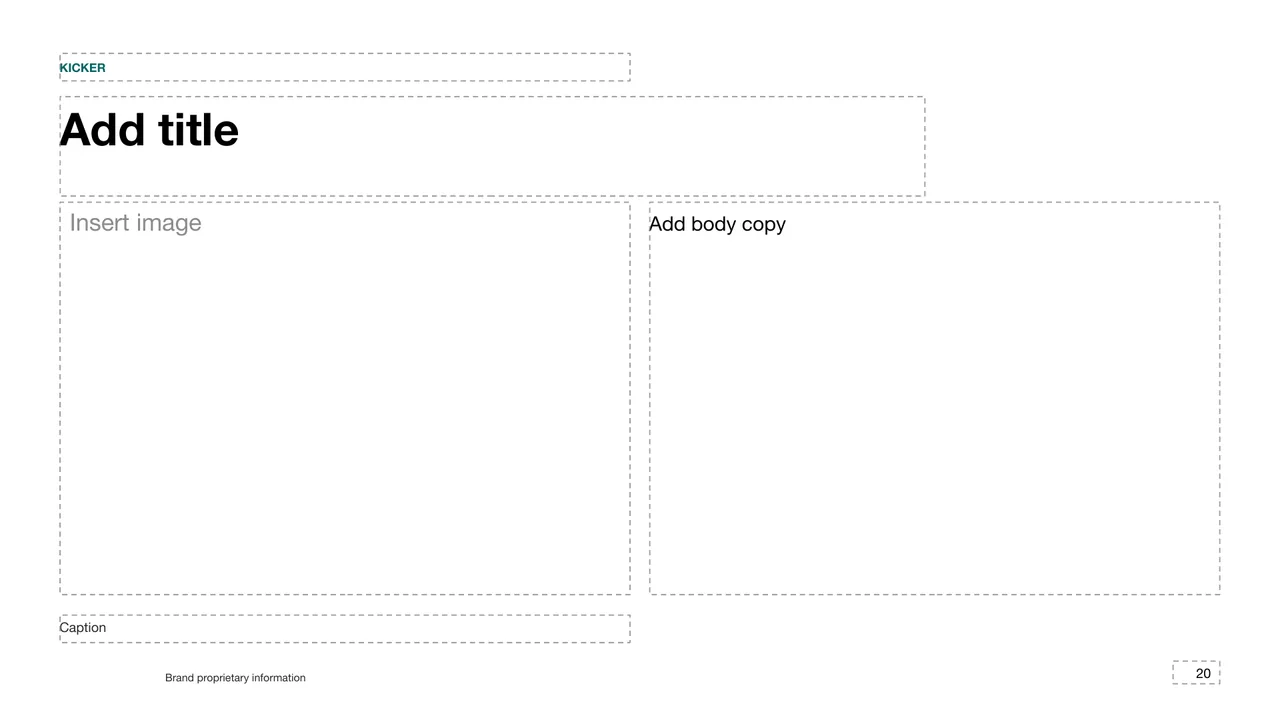 KICKER
Add title
Insert image
Add body copy
Caption
Brand proprietary information
20